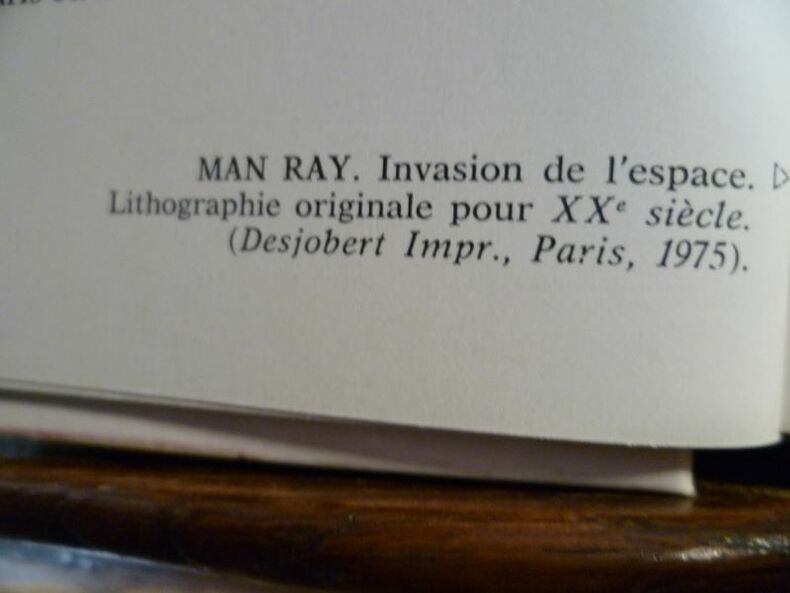 MAN RAY. Invasion de l'espace. ▷
Lithographie originale pour XXᵉ siècle.
(Desjobert Impr., Paris, 1975).